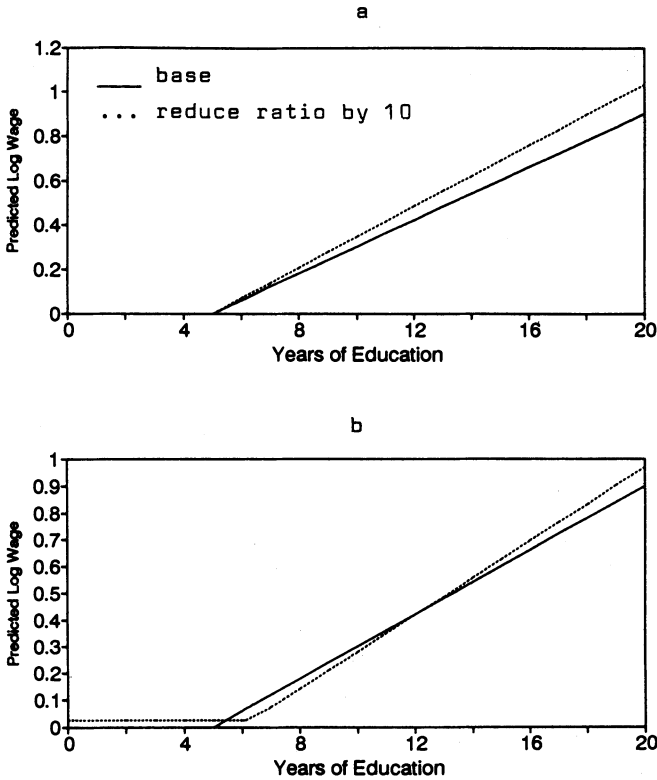 a
1.2
1
0.8
0.6
0.4
0.2
0
base
... reduce ratio by 10
Predicted Log Wage
0 4 8 12 16 20
Years of Education
b
1
0.9
0.8
0.7
0.6
0.5
0.4
0.3
0.2
0.1
0
Predicted Log Wage
0 4 8 12 16 20
Years of Education